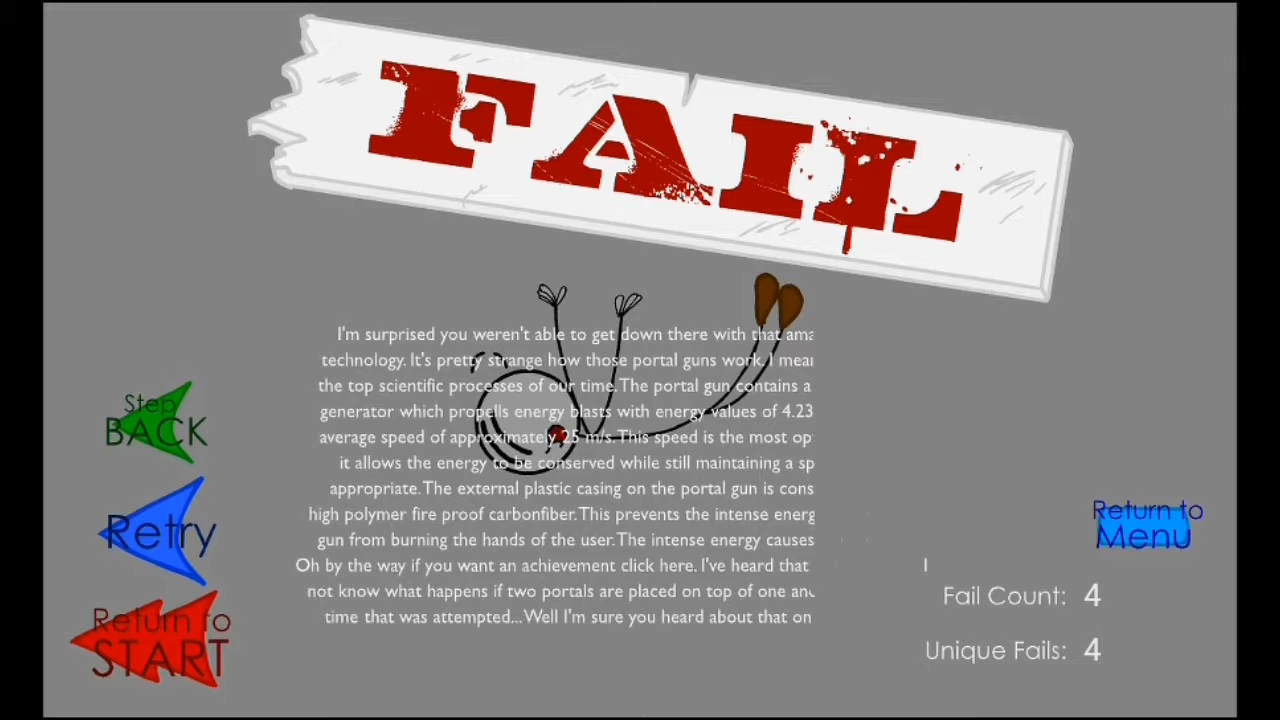 FAIL
I'm surprised you weren't able to get down there with that ama
technology. It's pretty strange how those portal guns work. I mear
the top scientific processes of our time. The portal gun contains a
generator which propells energy blasts with energy values of 4.23
average speed of approximately 25 m/s. This speed is the most op
it allows the energy to be conserved while still maintaining a sp
appropriate. The external plastic casing on the portal gun is cons
high polymer fire proof carbonfiber. This prevents the intense energ
gun from burning the hands of the user. The intense energy causes
Oh by the way if you want an achievement click here. I've heard that
not know what happens if two portals are placed on top of one and
time that was attempted...Well I'm sure you heard about that on
Step
BACK
Retry
Return to
START
Return to
Menu
Fail Count: 4
Unique Fails: 4